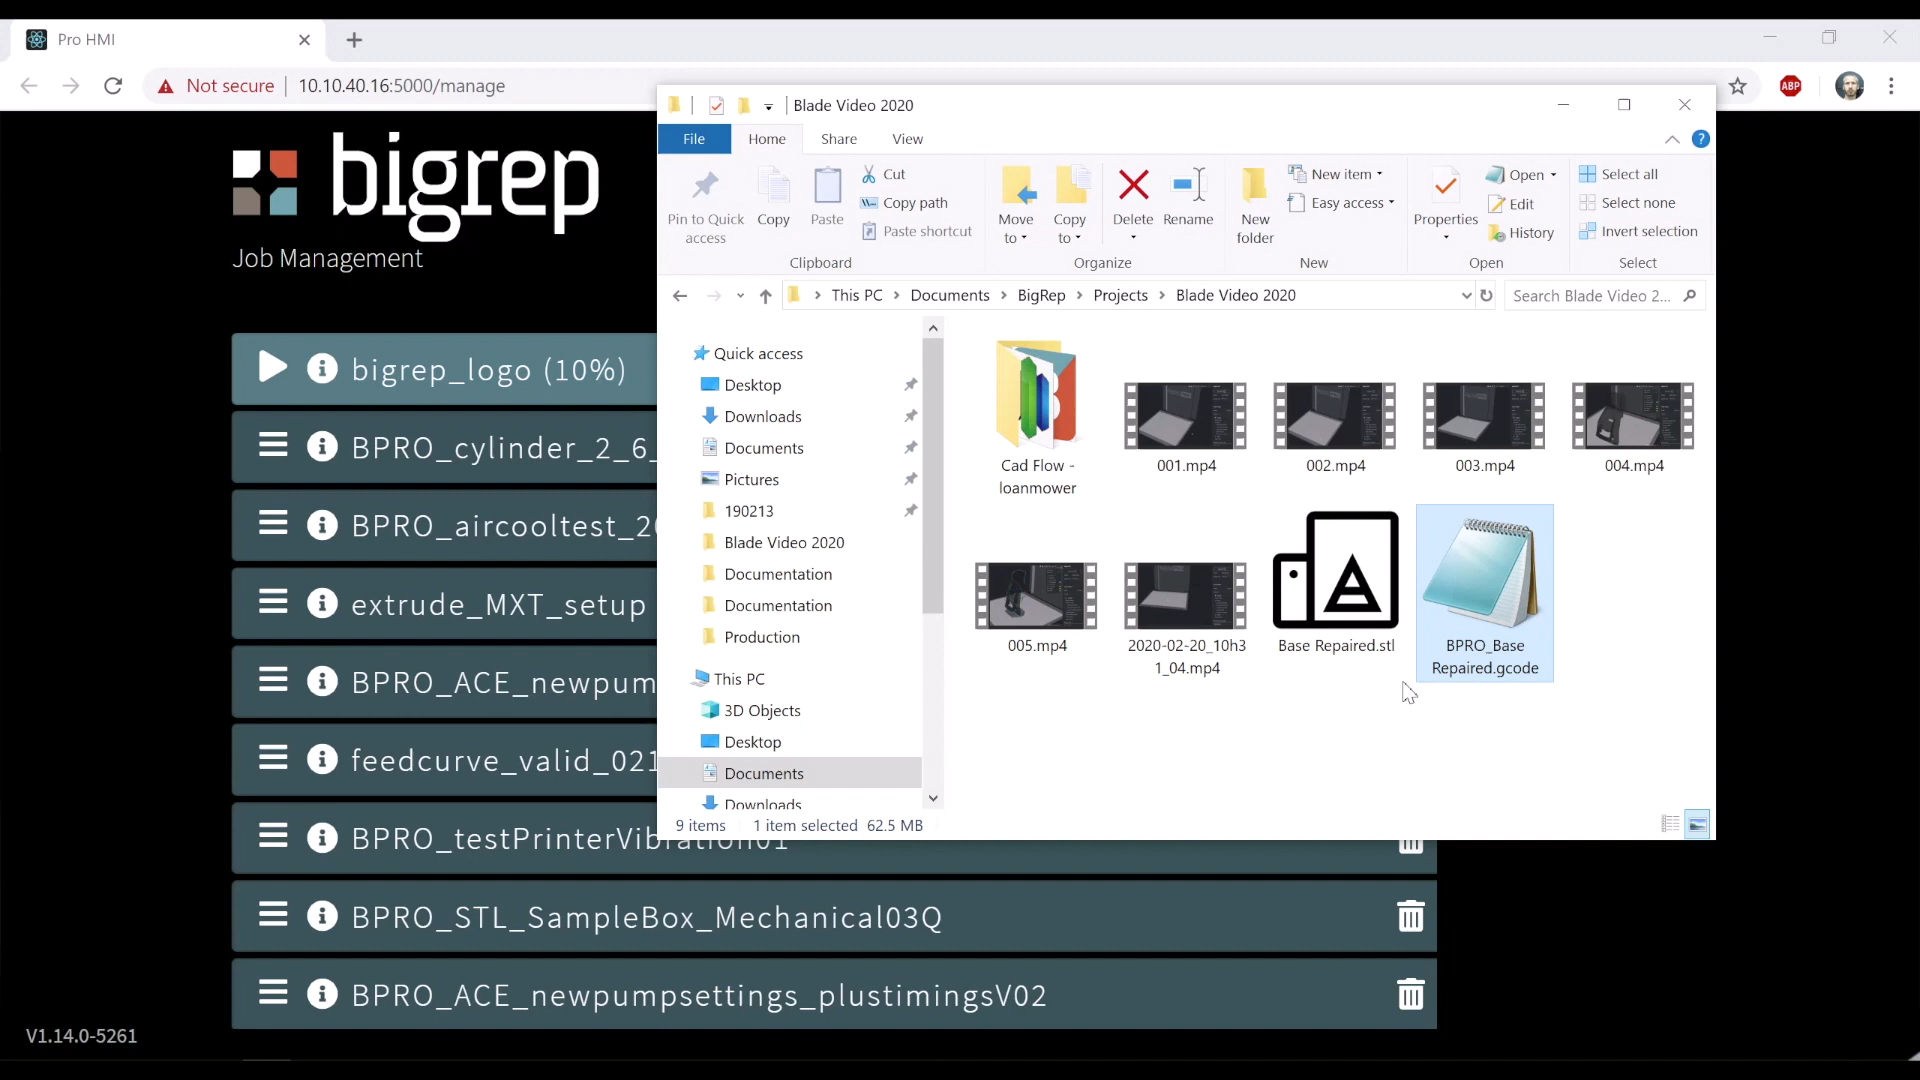 Pro HMI
Not secure
10.10.40.16:5000/manage
ABP
bigrep
Job Management
bigrep_logo (10%)
BPRO_cylinder_2_6_
BPRO_aircooltest_20
extrude_MXT_setup
BPRO_ACE_newpum
feedcurve_valid_021
BPRO_testPrinterVibration01
BPRO_STL_SampleBox_Mechanical03Q
BPRO_ACE_newpumpsettings_plustimingsV02
V1.14.0-5261
Blade Video 2020
File
Home
Share
View
Pin to Quick
access
Copy
Paste
Cut
Copy path
Paste shortcut
Clipboard
Move
to
Copy
to
Delete
Rename
Organize
New
folder
New item
Easy access
New
Properties
Open
Edit
History
Open
Select all
Select none
Invert selection
Select
This PC
Documents
BigRep
Projects
Blade Video 2020
Search Blade Video 2...
Quick access
Desktop
Downloads
Documents
Pictures
190213
Blade Video 2020
Documentation
Documentation
Production
This PC
3D Objects
Desktop
Documents
Downloads
Cad Flow -
loanmower
001.mp4
002.mp4
003.mp4
004.mp4
005.mp4
2020-02-20_10h3
1_04.mp4
Base Repaired.stl
BPRO_Base
Repaired.gcode
9 items
1 item selected
62.5 MB